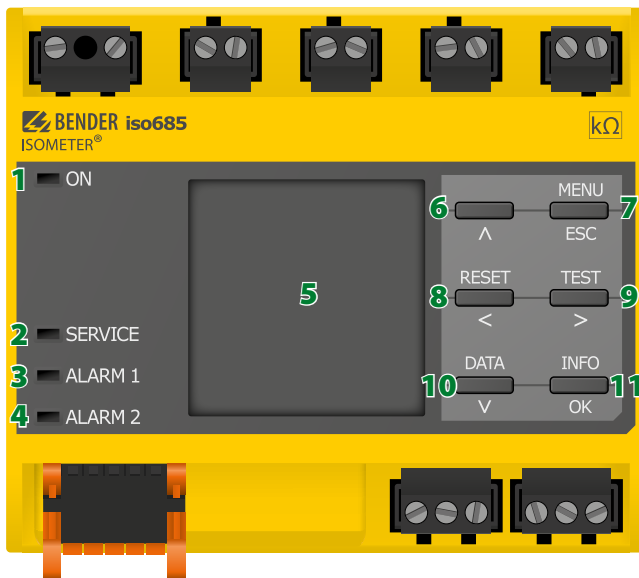 BENDER iso685
ISOMETER®
kΩ
1 ON
2 SERVICE
3 ALARM 1
4 ALARM 2
5
6
∧
MENU
7
ESC
8 RESET
<
TEST 9
>
DATA
10
∨
INFO
11
OK